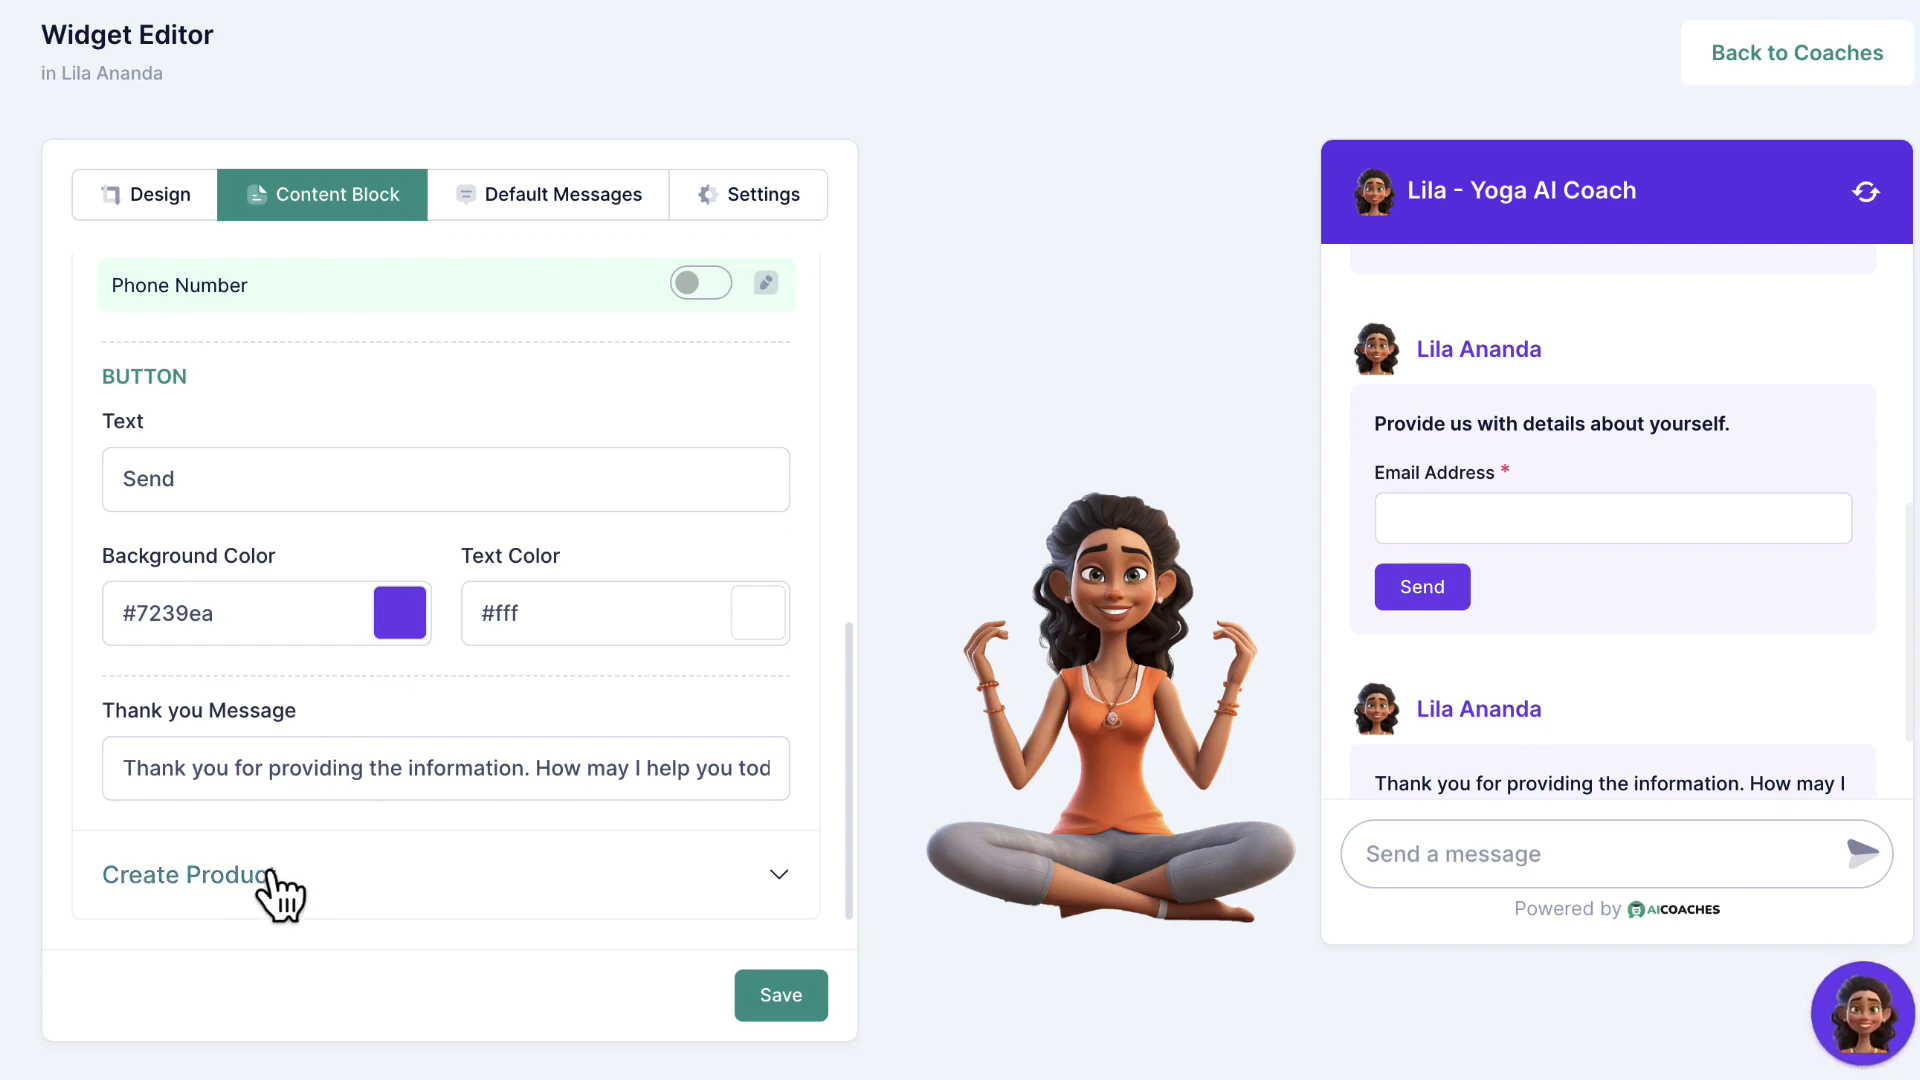 Widget Editor
in Lila Ananda
Back to Coaches
Design
Content Block
Default Messages
Settings
Phone Number
BUTTON
Text
Send
Background Color
Text Color
#7239ea
#fff
Thank you Message
Thank you for providing the information. How may I help you tod
Create Produc
Save
Lila - Yoga AI Coach
Lila Ananda
Provide us with details about yourself.
Email Address *
Send
Lila Ananda
Thank you for providing the information. How may I
Send a message
Powered by AICOACHES